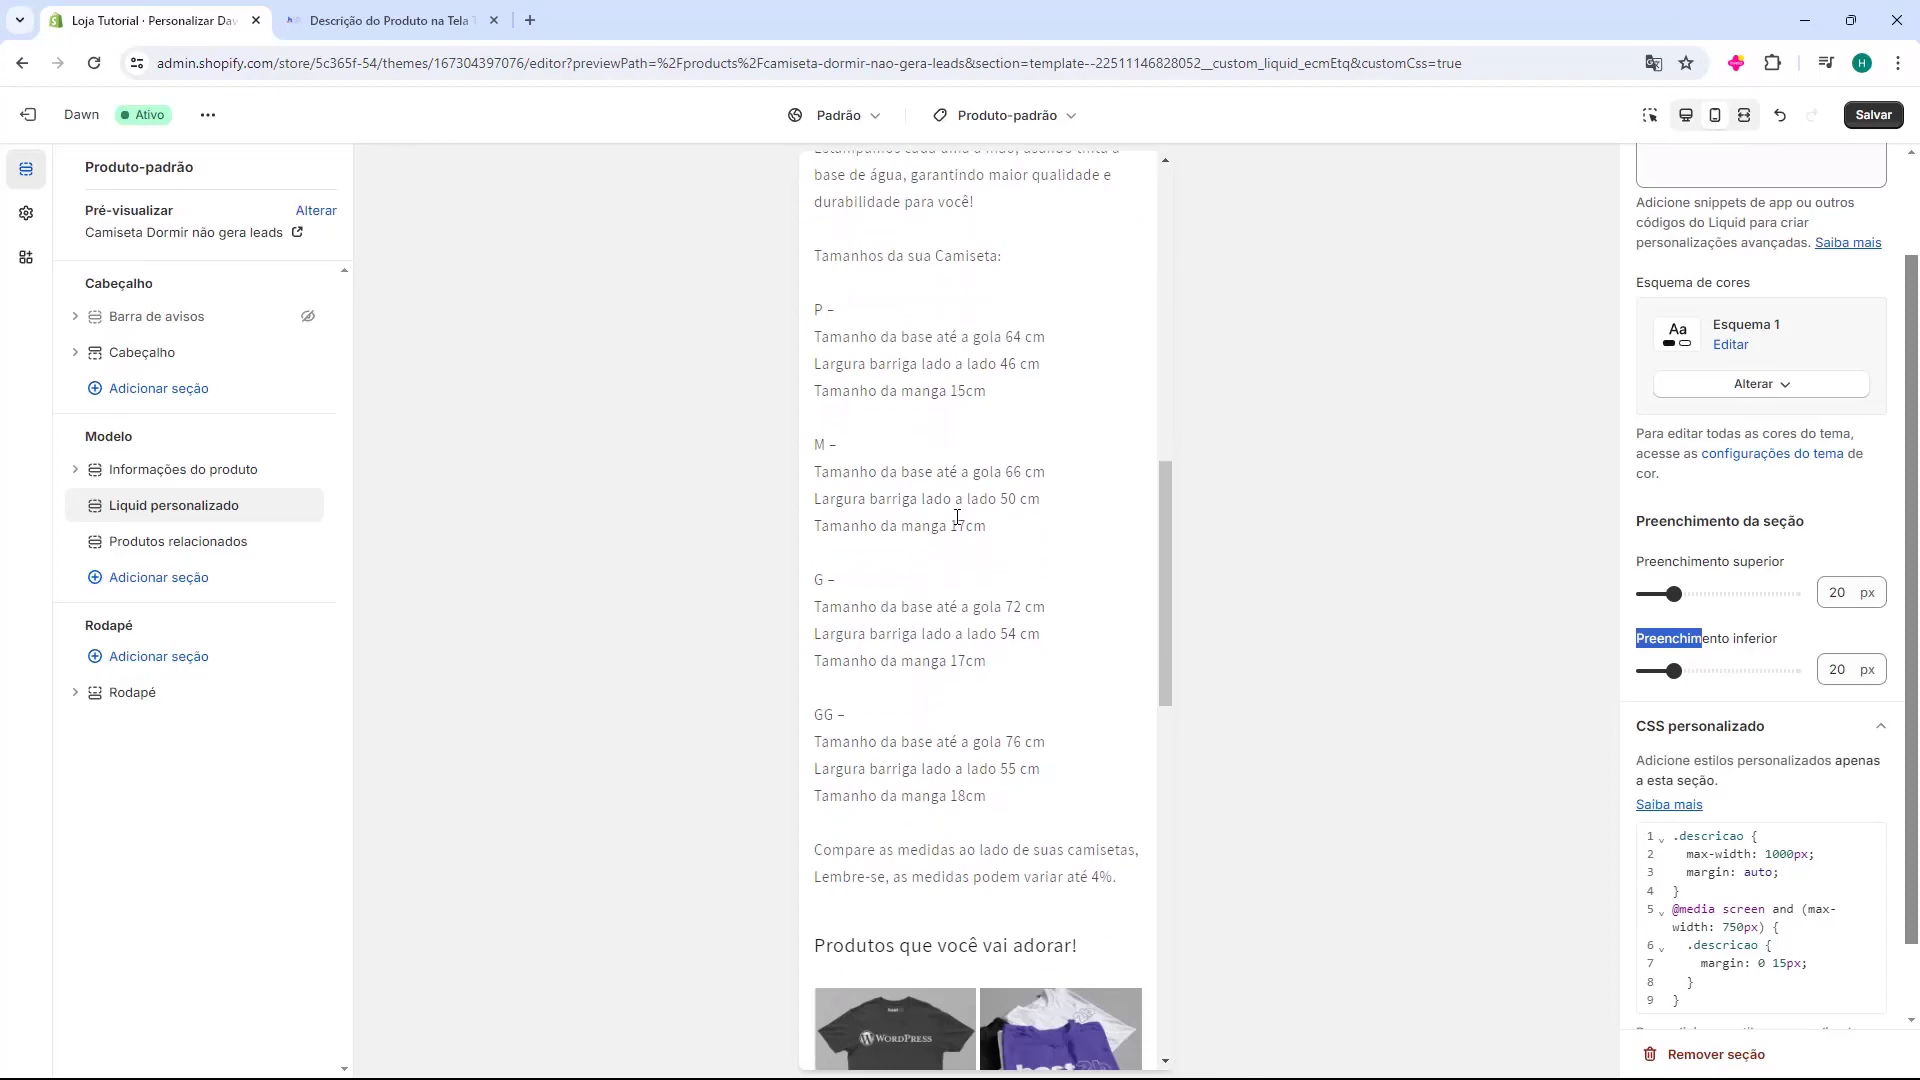 Loja Tutorial · Personalizar Daw
Descrição do Produto na Tela T
admin.shopify.com/store/5c365f-54/themes/167304397076/editor?previewPath=%2Fproducts%2Fcamiseta-dormir-nao-gera-leads&section=template--22511146828052__custom_liquid_ecmEtq&customCss=true
H
Dawn
Ativo
Padrão
Produto-padrão
Salvar
Produto-padrão
Pré-visualizar
Alterar
Camiseta Dormir não gera leads
Cabeçalho
Barra de avisos
Cabeçalho
Adicionar seção
Modelo
Informações do produto
Liquid personalizado
Produtos relacionados
Adicionar seção
Rodapé
Adicionar seção
Rodapé
Estampamos cada uma à mão, usando tinta à
base de água, garantindo maior qualidade e
durabilidade para você!
Tamanhos da sua Camiseta:
P –
Tamanho da base até a gola 64 cm
Largura barriga lado a lado 46 cm
Tamanho da manga 15cm
M –
Tamanho da base até a gola 66 cm
Largura barriga lado a lado 50 cm
Tamanho da manga 17cm
G –
Tamanho da base até a gola 72 cm
Largura barriga lado a lado 54 cm
Tamanho da manga 17cm
GG –
Tamanho da base até a gola 76 cm
Largura barriga lado a lado 55 cm
Tamanho da manga 18cm
Compare as medidas ao lado de suas camisetas,
Lembre-se, as medidas podem variar até 4%.
Produtos que você vai adorar!
WORDPRESS
Adicione snippets de app ou outros
códigos do Liquid para criar
personalizações avançadas. Saiba mais
Esquema de cores
Aa
Esquema 1
Editar
Alterar
Para editar todas as cores do tema,
acesse as configurações do tema de
cor.
Preenchimento da seção
Preenchimento superior
20 px
Preenchimento inferior
20 px
CSS personalizado
Adicione estilos personalizados apenas
a esta seção.
Saiba mais
1 .descricao {
2 max-width: 1000px;
3 margin: auto;
4 }
5 @media screen and (max-
width: 750px) {
6 .descricao {
7 margin: 0 15px;
8 }
9 }
Remover seção